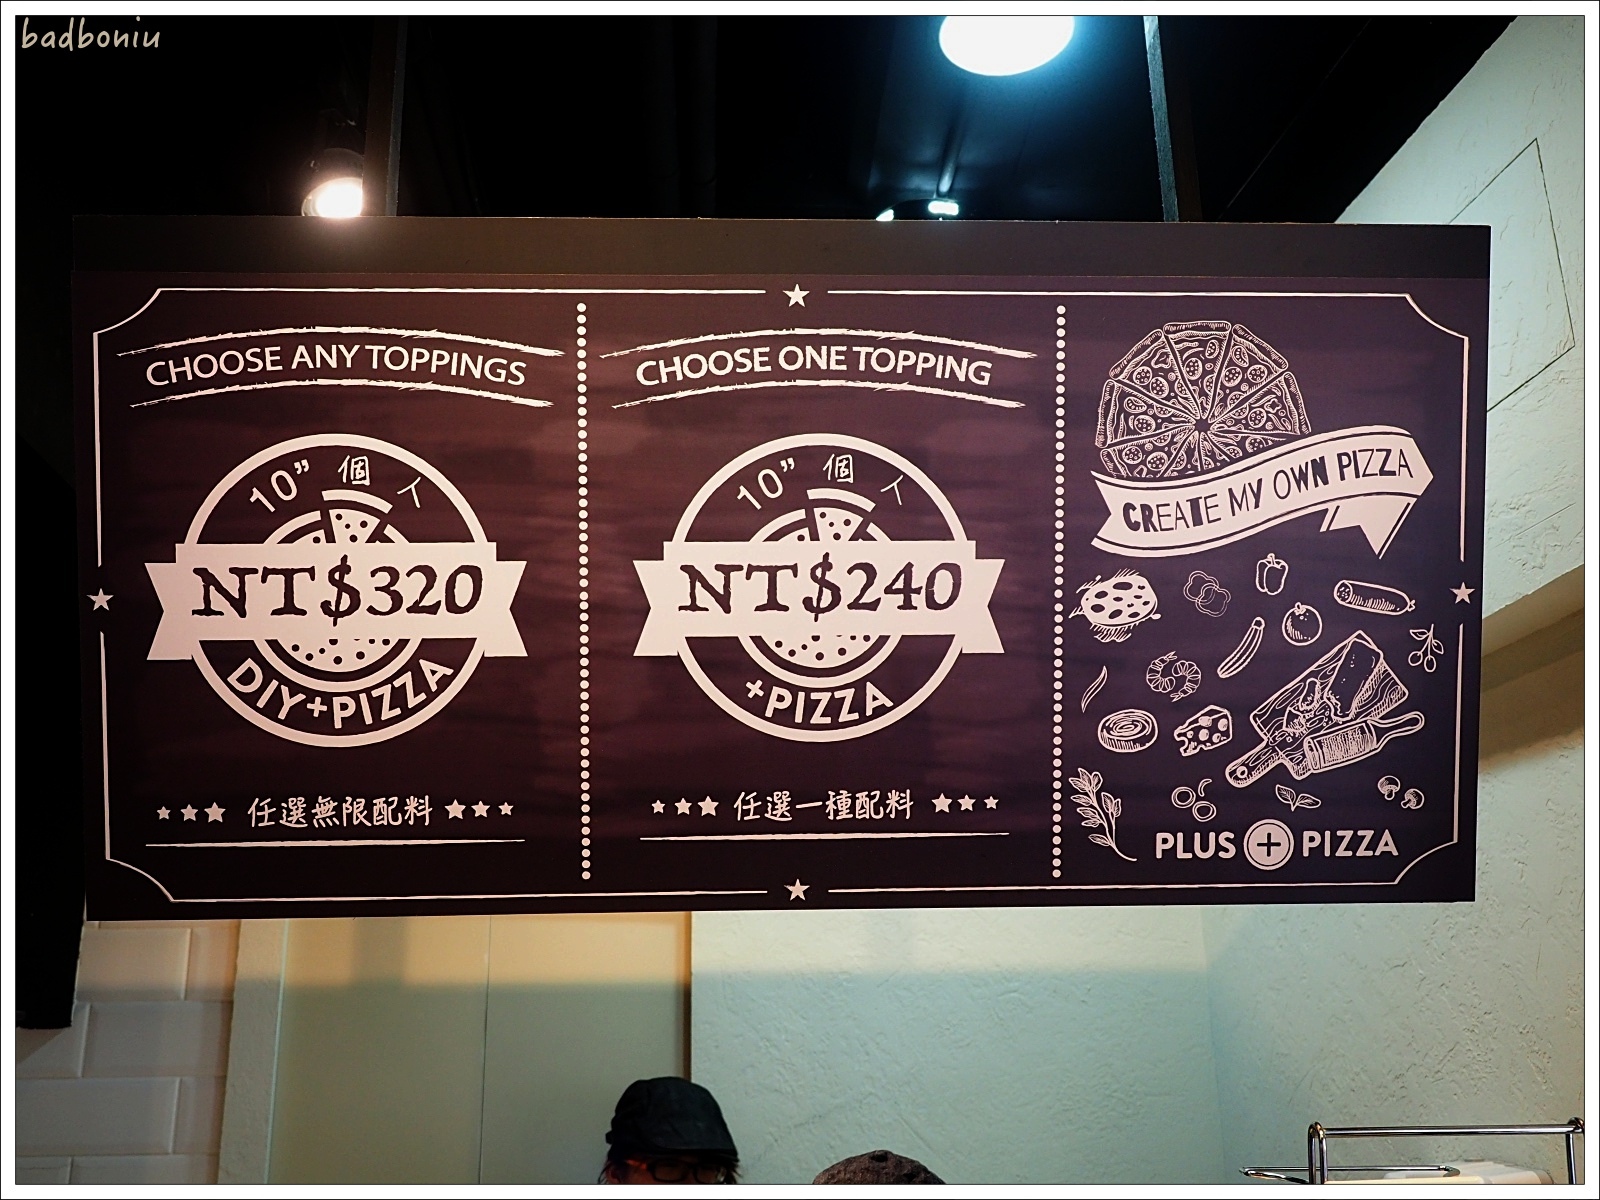 badboniu
CHOOSE ANY TOPPINGS
10” 個人
NT$320
DIY+PIZZA
任選無限配料
CHOOSE ONE TOPPING
10” 個人
NT$240
+PIZZA
任選一種配料
CREATE MY OWN PIZZA
PLUS + PIZZA